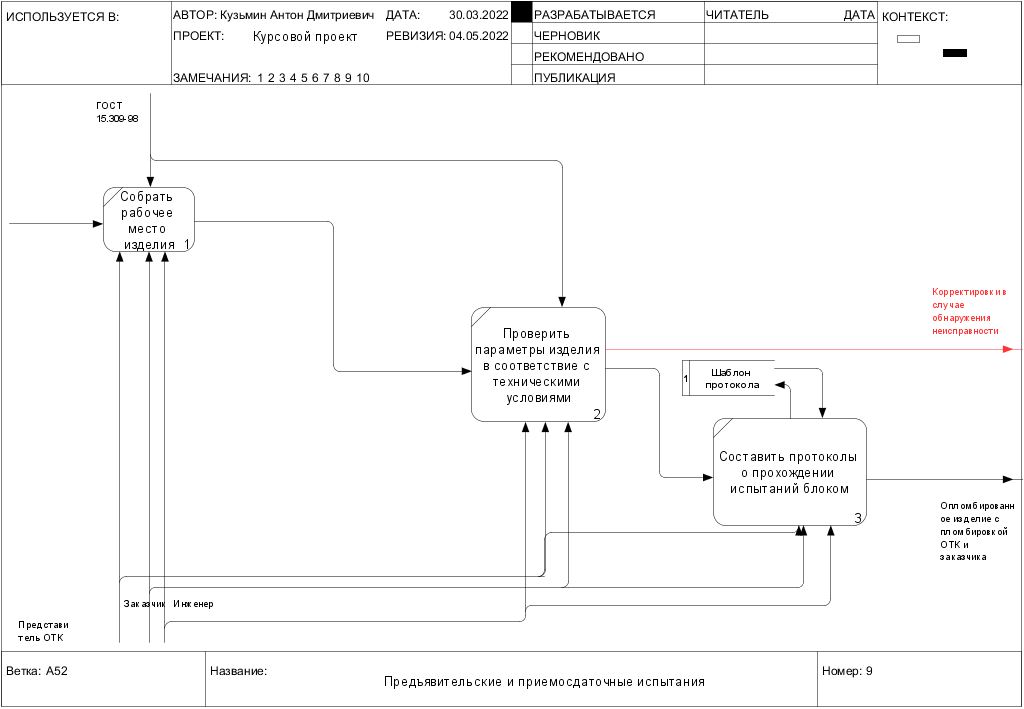 ИСПОЛЬЗУЕТСЯ В:
АВТОР: Кузьмин Антон Дмитриевич
ДАТА: 30.03.2022
ПРОЕКТ: Курсовой проект
РЕВИЗИЯ: 04.05.2022
ЗАМЕЧАНИЯ: 1 2 3 4 5 6 7 8 9 10
РАЗРАБАТЫВАЕТСЯ
ЧЕРНОВИК
РЕКОМЕНДОВАНО
ПУБЛИКАЦИЯ
ЧИТАТЕЛЬ
ДАТА
КОНТЕКСТ:
ГОСТ
15.309-98
Собрать
рабочее
место
изделия 1
Проверить
параметры изделия
в соответствие с
техническими
условиями
2
Корректировки в
случае
обнаружения
неисправности
1
Шаблон
протокола
Составить протоколы
о прохождении
испытаний блоком
3
Опломбированн
ое изделие с
пломбировкой
ОТК и
заказчика
Заказчик
Инженер
Представи
тель ОТК
Ветка: A52
Название:
Предъявительские и приемосдаточные испытания
Номер: 9